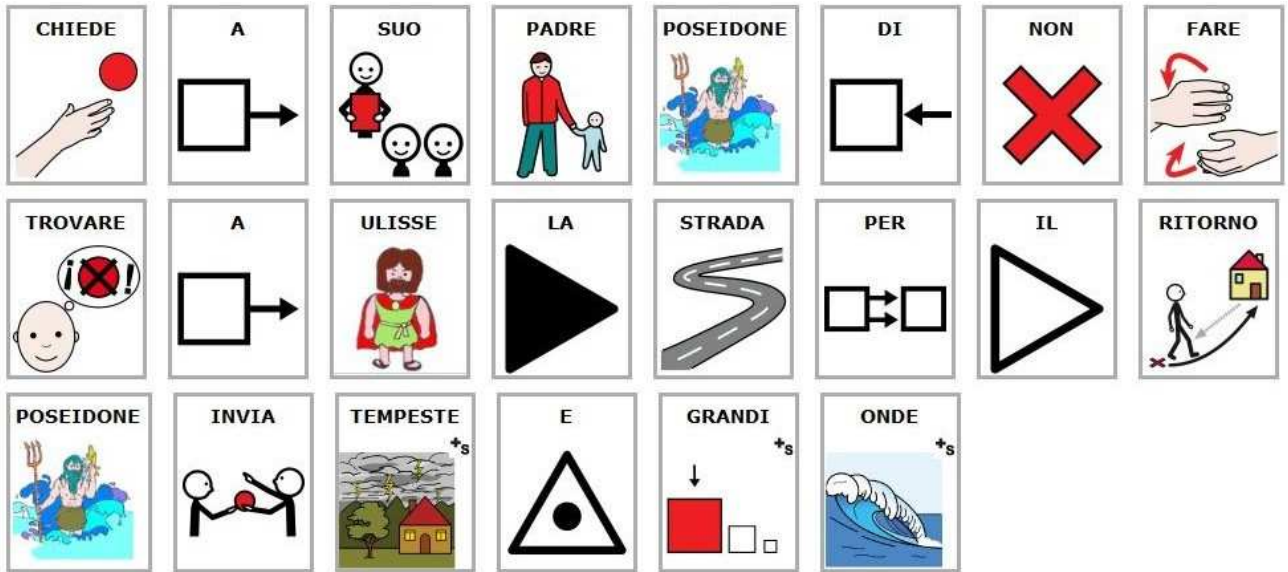 CHIEDE A SUO PADRE POSEIDONE DI NON FARE
TROVARE A ULISSE LA STRADA PER IL RITORNO
POSEIDONE INVIA TEMPESTE +s E GRANDI +s ONDE +s